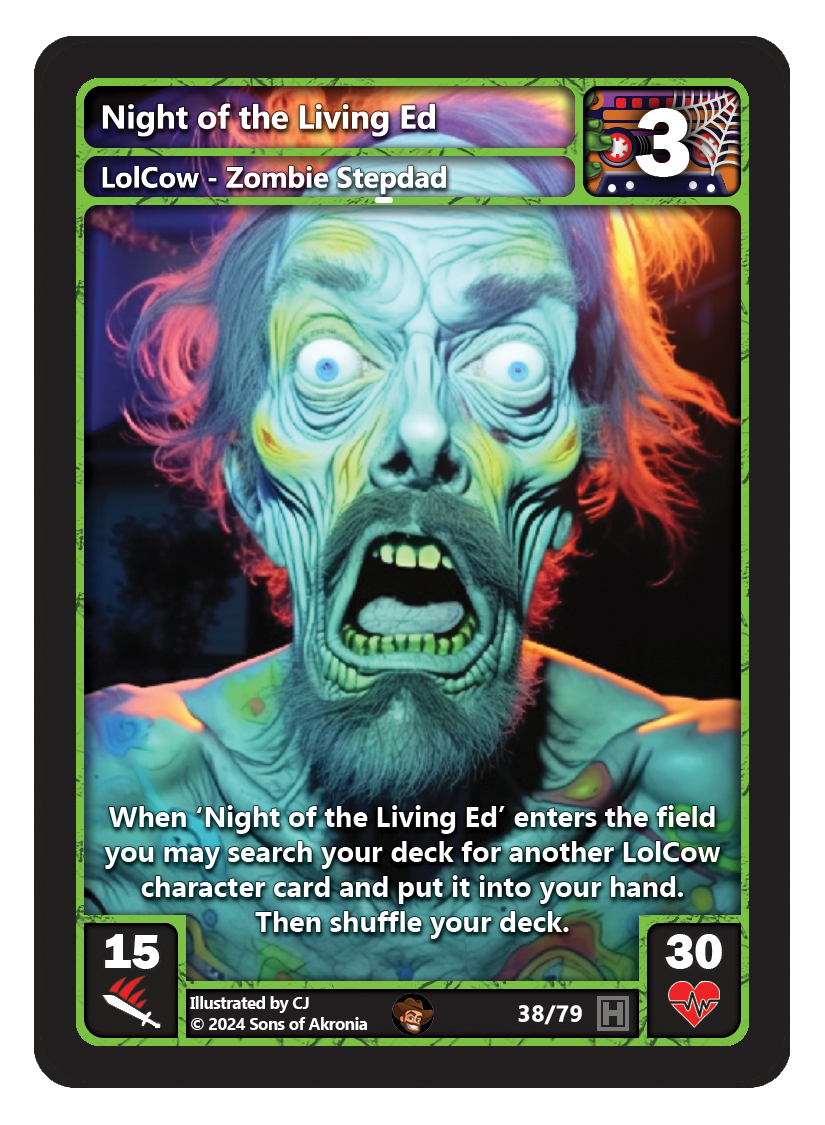 Night of the Living Ed
3
LolCow - Zombie Stepdad
When ‘Night of the Living Ed’ enters the field
you may search your deck for another LolCow
character card and put it into your hand.
Then shuffle your deck.
15
30
Illustrated by CJ
© 2024 Sons of Akronia
38/79
H